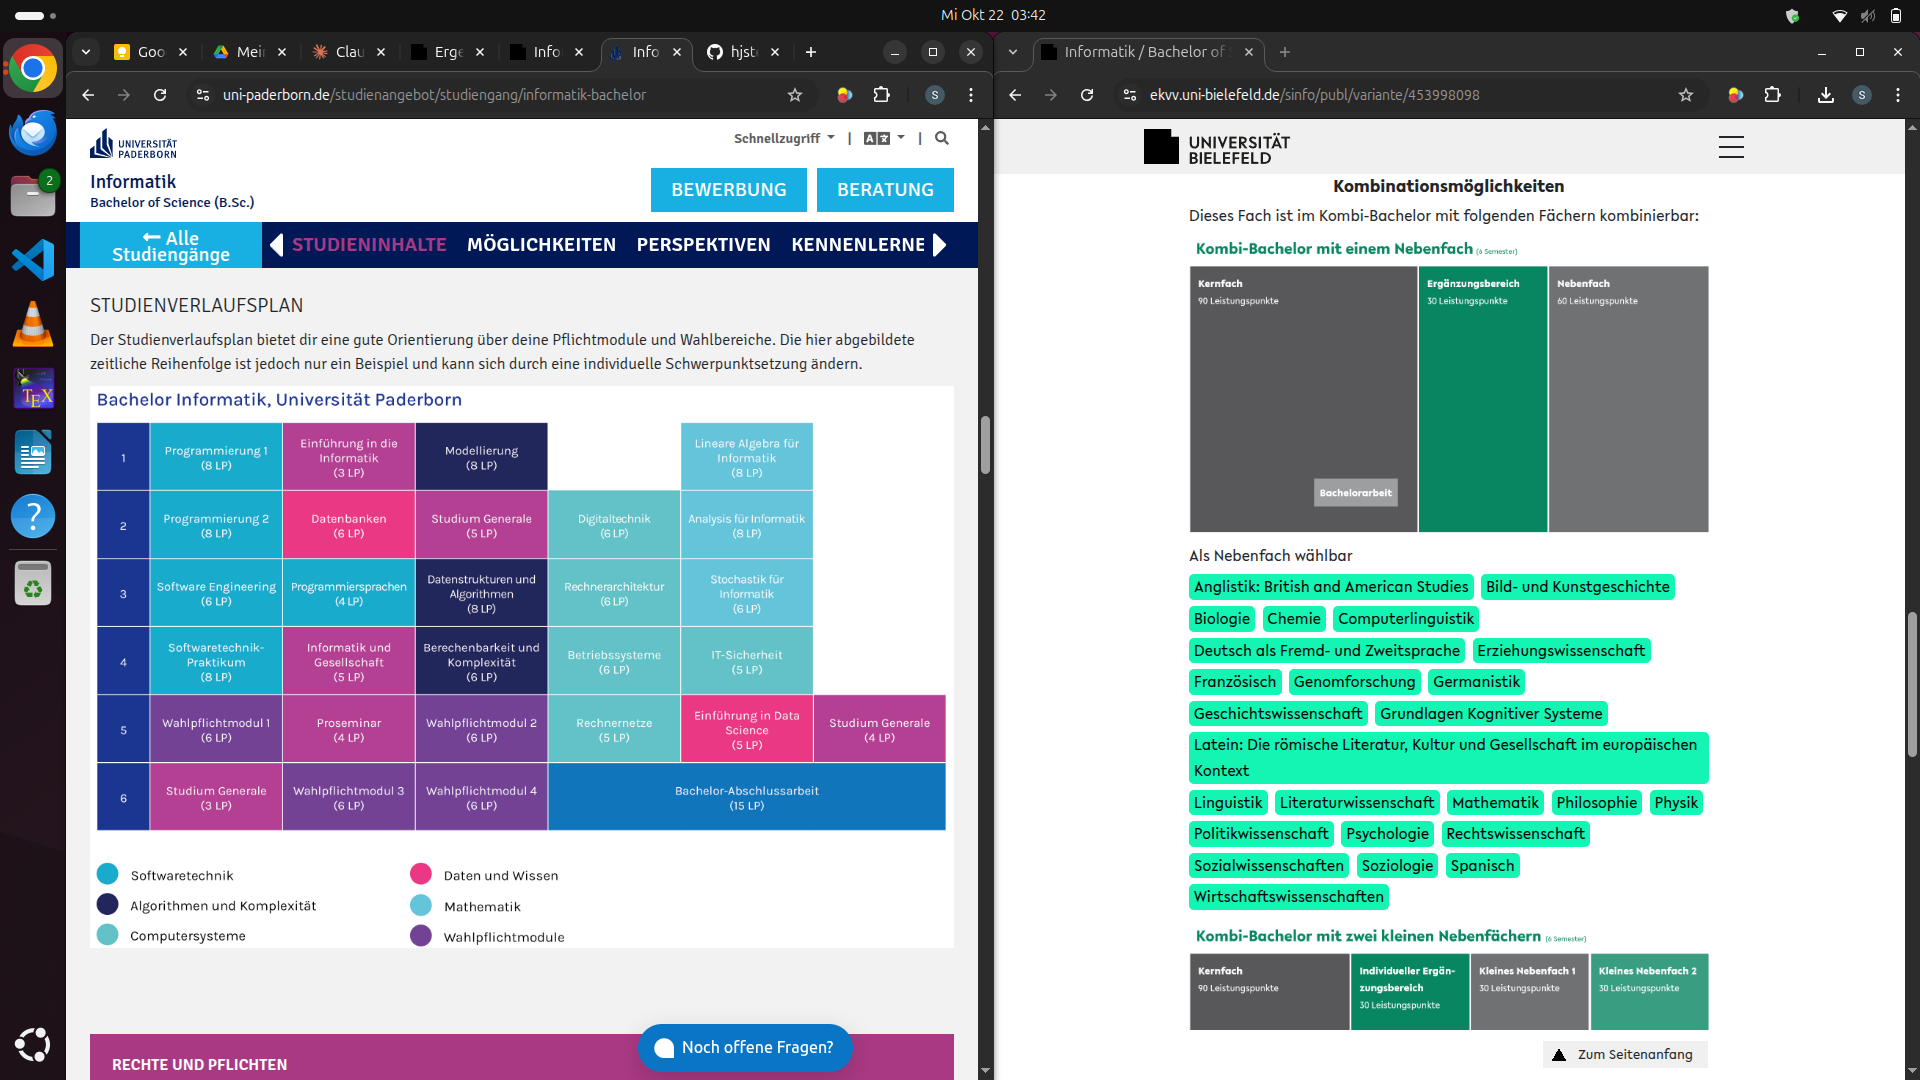 Mi Okt 22  03:42
Goo
Mein
Clau
Erge
Info
Info
hjst
uni-paderborn.de/studienangebot/studiengang/informatik-bachelor
S
2
UNIVERSITÄT
PADERBORN
Schnellzugriff
|
|
Informatik
Bachelor of Science (B.Sc.)
BEWERBUNG
BERATUNG
Alle
Studiengänge
STUDIENINHALTE
MÖGLICHKEITEN
PERSPEKTIVEN
KENNENLERNE
STUDIENVERLAUFSPLAN
Der Studienverlaufsplan bietet dir eine gute Orientierung über deine Pflichtmodule und Wahlbereiche. Die hier abgebildete
zeitliche Reihenfolge ist jedoch nur ein Beispiel und kann sich durch eine individuelle Schwerpunktsetzung ändern.
Bachelor Informatik, Universität Paderborn
1
Programmierung 1
(8 LP)
Einführung in die
Informatik
(3 LP)
Modellierung
(8 LP)
Lineare Algebra für
Informatik
(8 LP)
2
Programmierung 2
(8 LP)
Datenbanken
(6 LP)
Studium Generale
(5 LP)
Digitaltechnik
(6 LP)
Analysis für Informatik
(8 LP)
3
Software Engineering
(6 LP)
Programmiersprachen
(4 LP)
Datenstrukturen und
Algorithmen
(8 LP)
Rechnerarchitektur
(6 LP)
Stochastik für
Informatik
(6 LP)
4
Softwaretechnik-
Praktikum
(8 LP)
Informatik und
Gesellschaft
(5 LP)
Berechenbarkeit und
Komplexität
(6 LP)
Betriebssysteme
(6 LP)
IT-Sicherheit
(5 LP)
5
Wahlpflichtmodul 1
(6 LP)
Proseminar
(4 LP)
Wahlpflichtmodul 2
(6 LP)
Rechnernetze
(5 LP)
Einführung in Data
Science
(5 LP)
Studium Generale
(4 LP)
6
Studium Generale
(3 LP)
Wahlpflichtmodul 3
(6 LP)
Wahlpflichtmodul 4
(6 LP)
Bachelor-Abschlussarbeit
(15 LP)
Softwaretechnik
Daten und Wissen
Algorithmen und Komplexität
Mathematik
Computersysteme
Wahlpflichtmodule
RECHTE UND PFLICHTEN
Noch offene Fragen?
Informatik / Bachelor of S
ekvv.uni-bielefeld.de/sinfo/publ/variante/453998098
S
UNIVERSITÄT
BIELEFELD
Kombinationsmöglichkeiten
Dieses Fach ist im Kombi-Bachelor mit folgenden Fächern kombinierbar:
Kombi-Bachelor mit einem Nebenfach (6 Semester)
Kernfach
90 Leistungspunkte
Bachelorarbeit
Ergänzungsbereich
30 Leistungspunkte
Nebenfach
60 Leistungspunkte
Als Nebenfach wählbar
Anglistik: British and American Studies Bild- und Kunstgeschichte
Biologie Chemie Computerlinguistik
Deutsch als Fremd- und Zweitsprache Erziehungswissenschaft
Französisch Genomforschung Germanistik
Geschichtswissenschaft Grundlagen Kognitiver Systeme
Latein: Die römische Literatur, Kultur und Gesellschaft im europäischen
Kontext
Linguistik Literaturwissenschaft Mathematik Philosophie Physik
Politikwissenschaft Psychologie Rechtswissenschaft
Sozialwissenschaften Soziologie Spanisch
Wirtschaftswissenschaften
Kombi-Bachelor mit zwei kleinen Nebenfächern (6 Semester)
Kernfach
90 Leistungspunkte
Individueller Ergän-
zungsbereich
30 Leistungspunkte
Kleines Nebenfach 1
30 Leistungspunkte
Kleines Nebenfach 2
30 Leistungspunkte
Zum Seitenanfang